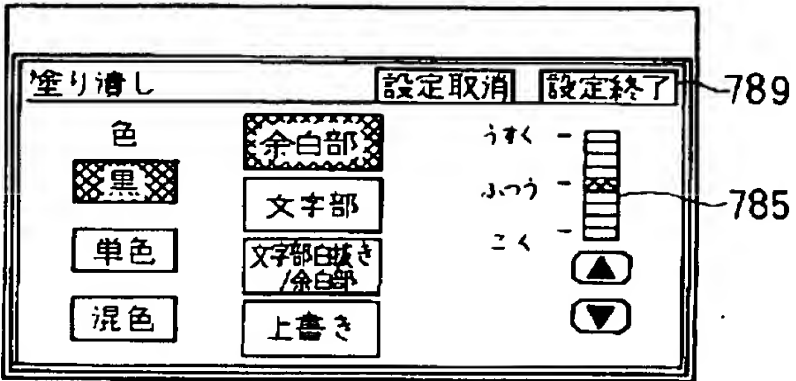 塗り潰し 設定取消 設定終了 789
色
黒
単色
混色
余白部
文字部
文字部白抜き
/余白部
上書き
うすく
ふつう
こく
785